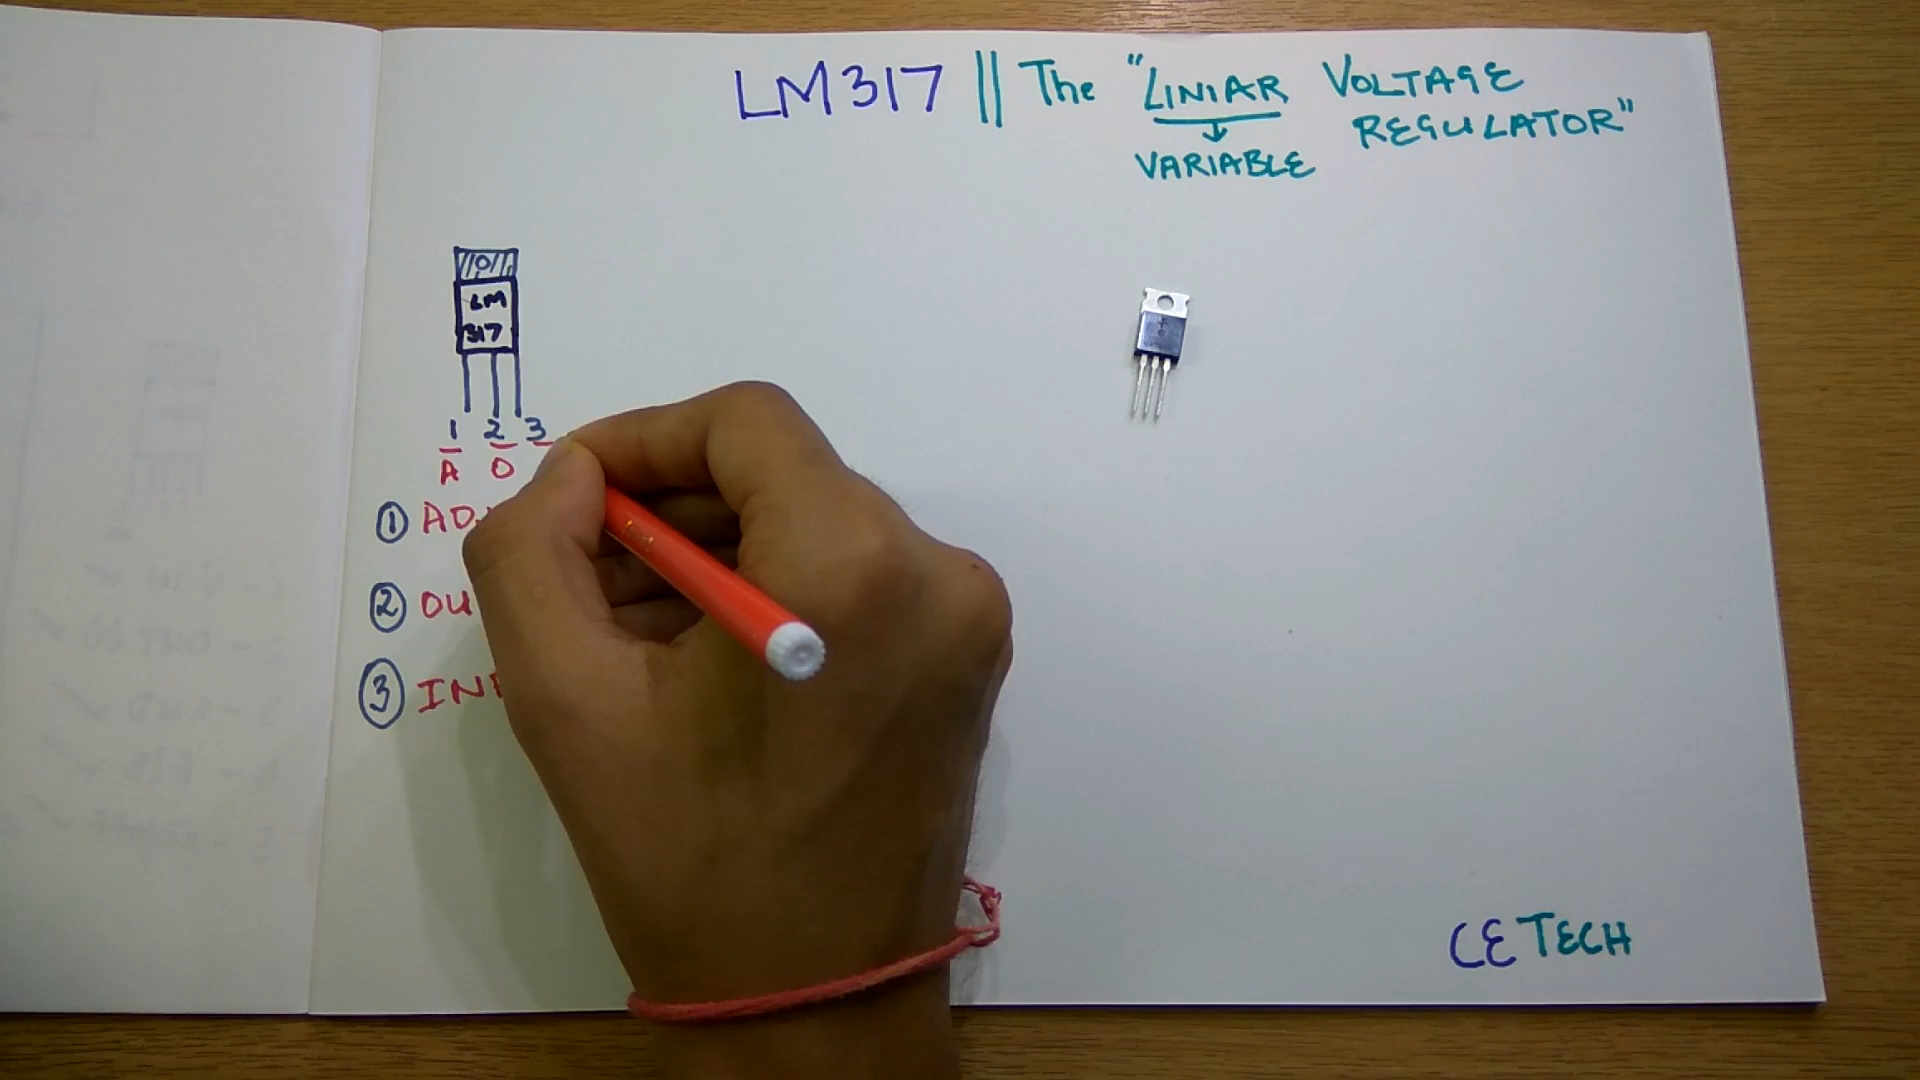 LM317 || The "LINIAR VOLTAGE
REGULATOR"
VARIABLE
LM
317
1 2 3
A O
① AD
② OU
③ IN
CE TECH